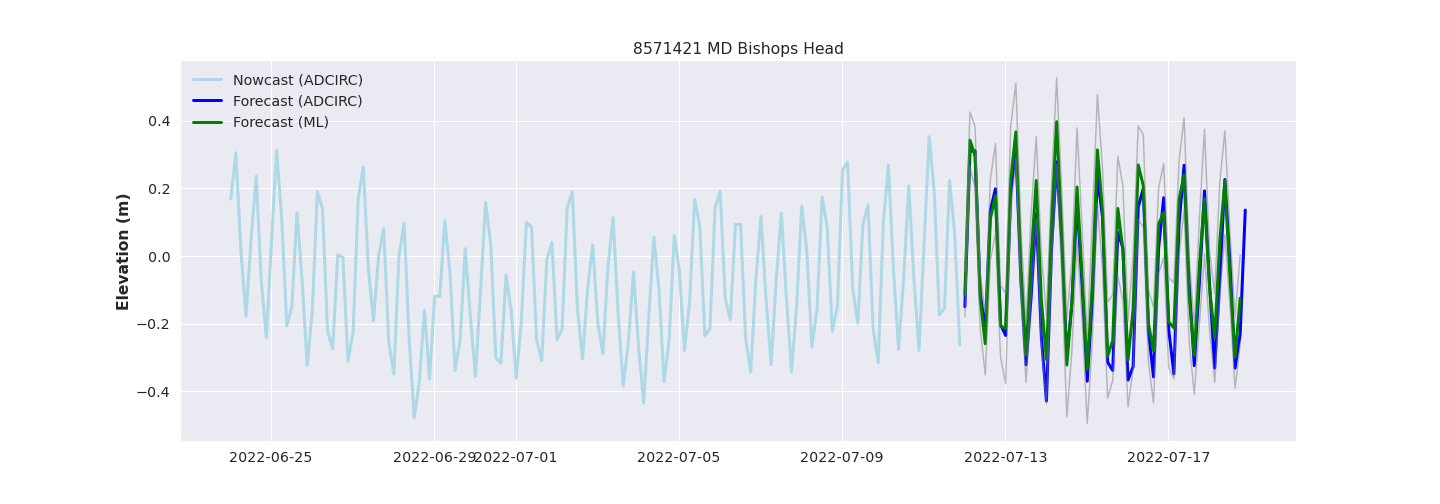 8571421 MD Bishops Head
Nowcast (ADCIRC)
Forecast (ADCIRC)
Forecast (ML)
Elevation (m)
0.4
0.2
0.0
−0.2
−0.4
2022-06-25
2022-06-29
2022-07-01
2022-07-05
2022-07-09
2022-07-13
2022-07-17